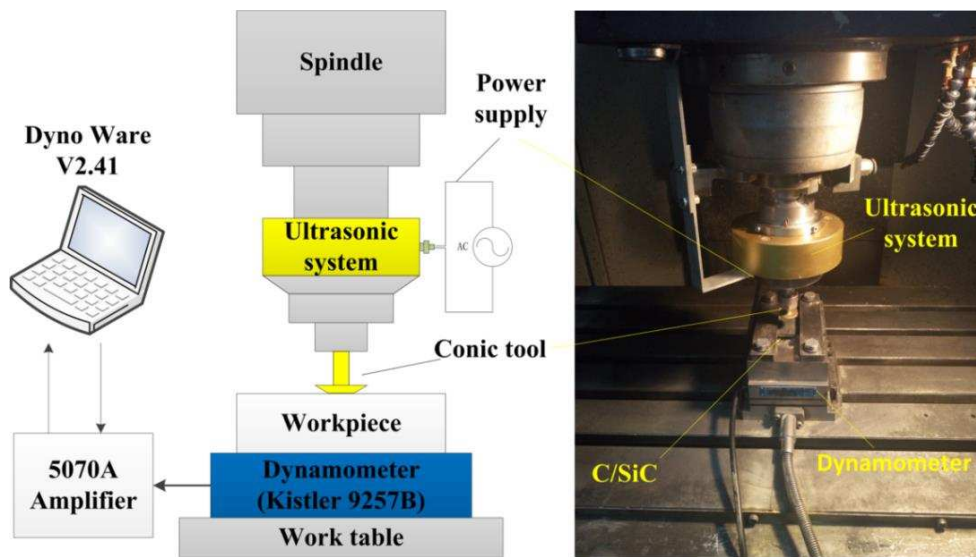 Spindle
Power
supply
Dyno Ware
V2.41
Ultrasonic
system
AC
Conic tool
Workpiece
5070A
Amplifier
Dynamometer
(Kistler 9257B)
Work table
Ultrasonic
system
C/SiC
Dynamometer